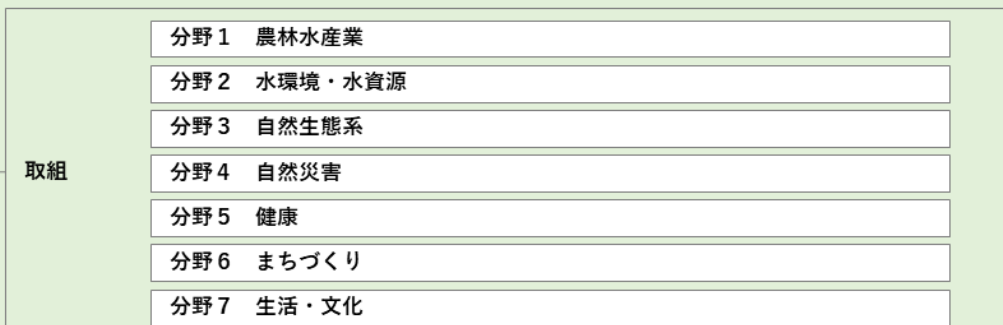 分野１　農林水産業
分野２　水環境・水資源
分野３　自然生態系
取組
分野４　自然災害
分野５　健康
分野６　まちづくり
分野７　生活・文化